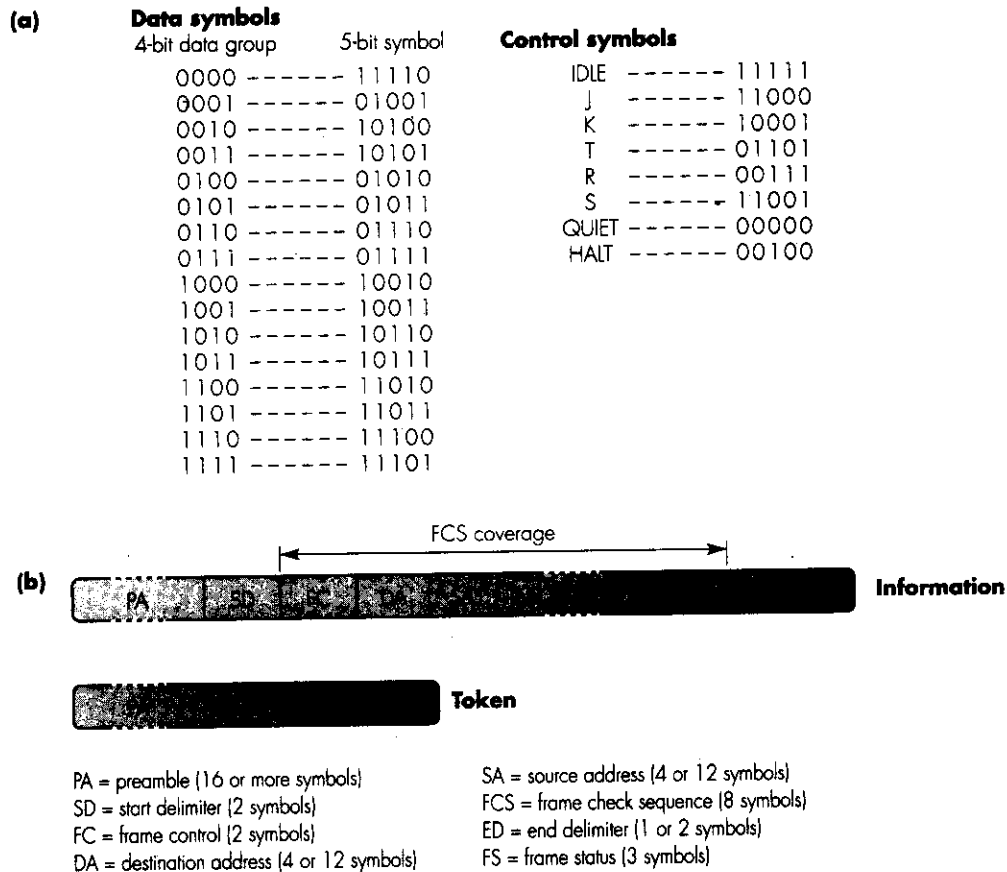 (a)
Data symbols
4-bit data group 5-bit symbol
0000 ------ 11110
0001 ------ 01001
0010 ------ 10100
0011 ------ 10101
0100 ------ 01010
0101 ------ 01011
0110 ------ 01110
0111 ------ 01111
1000 ------ 10010
1001 ------ 10011
1010 ------ 10110
1011 ------ 10111
1100 ------ 11010
1101 ------ 11011
1110 ------ 11100
1111 ------ 11101
Control symbols
IDLE ------ 11111
J ------ 11000
K ------ 10001
T ------ 01101
R ------ 00111
S ------ 11001
QUIET ------ 00000
HALT ------ 00100
FCS coverage
(b)
PA SD FC DA
Information
Token
PA = preamble (16 or more symbols)
SD = start delimiter (2 symbols)
FC = frame control (2 symbols)
DA = destination address (4 or 12 symbols)
SA = source address (4 or 12 symbols)
FCS = frame check sequence (8 symbols)
ED = end delimiter (1 or 2 symbols)
FS = frame status (3 symbols)